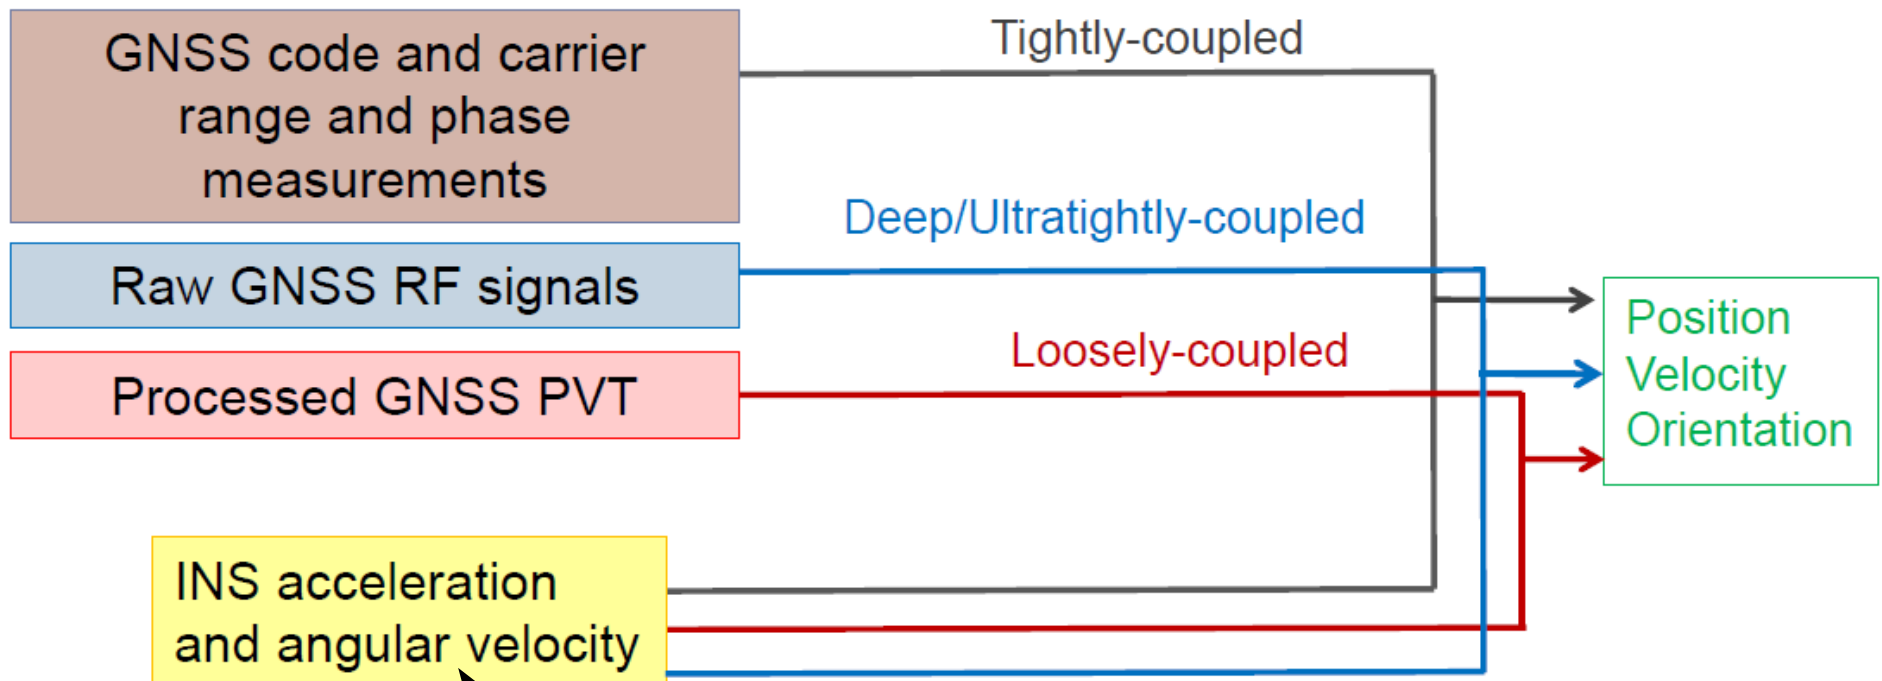 GNSS code and carrier
range and phase
measurements
Tightly-coupled
Deep/Ultratightly-coupled
Raw GNSS RF signals
Loosely-coupled
Processed GNSS PVT
Position
Velocity
Orientation
INS acceleration
and angular velocity